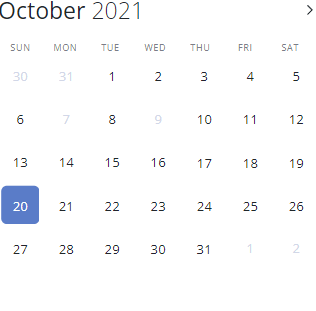 October 2021
SUN MON TUE WED THU FRI SAT
30 31 1 2 3 4 5
6 7 8 9 10 11 12
13 14 15 16 17 18 19
20 21 22 23 24 25 26
27 28 29 30 31 1 2